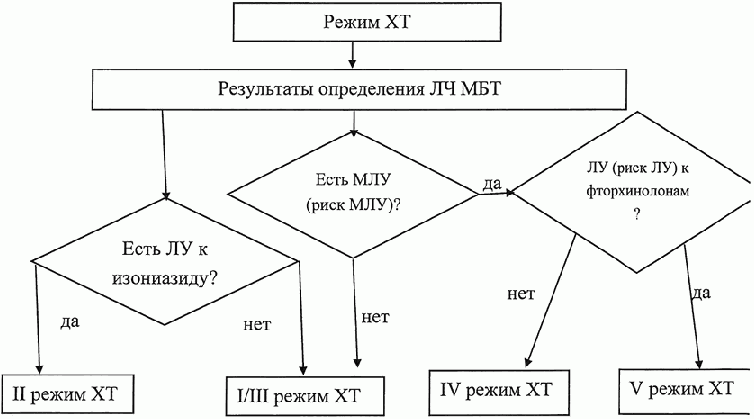 Режим ХТ
Результаты определения ЛЧ МБТ
Есть МЛУ
(риск МЛУ)?
да
ЛУ (риск ЛУ) к
фторхинолонам
?
Есть ЛУ к
изониазиду?
да
нет
нет
нет
да
II режим ХТ
I/III режим ХТ
IV режим ХТ
V режим ХТ